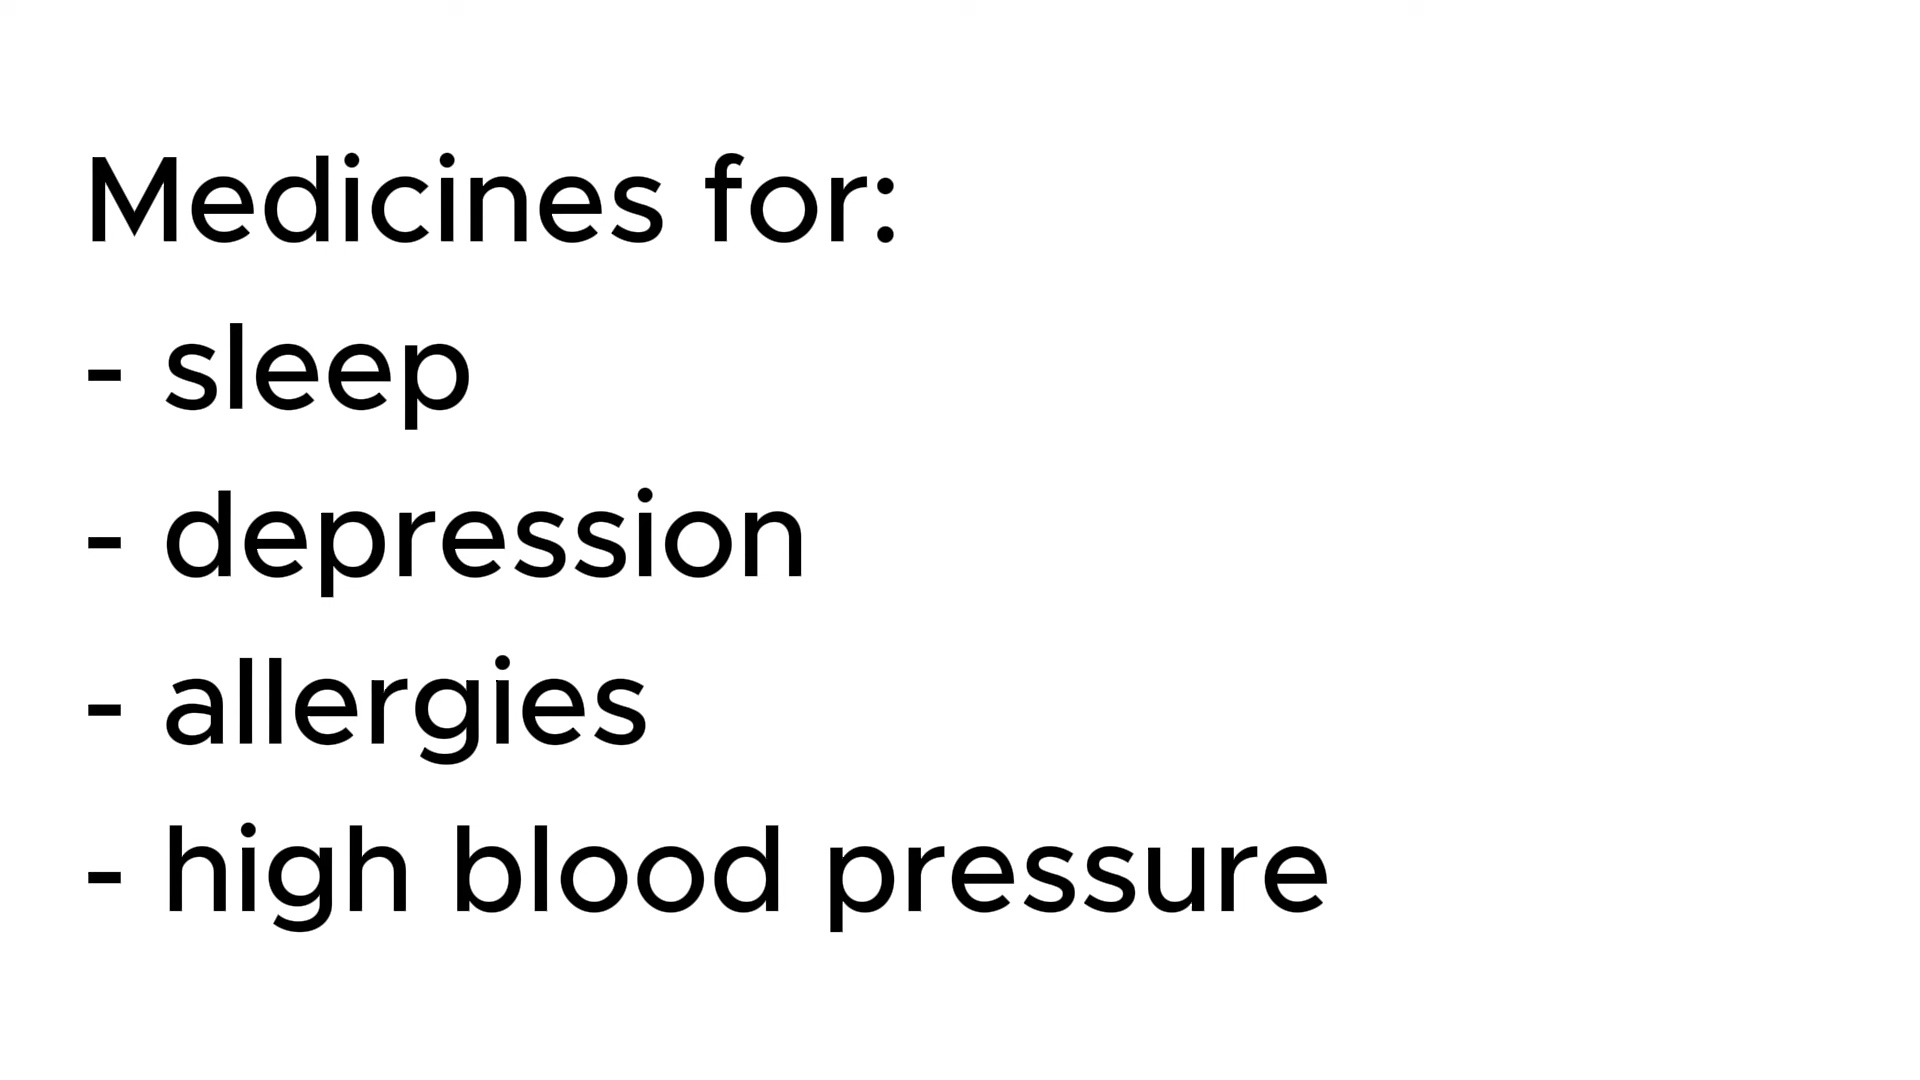 Medicines for:
- sleep
- depression
- allergies
- high blood pressure